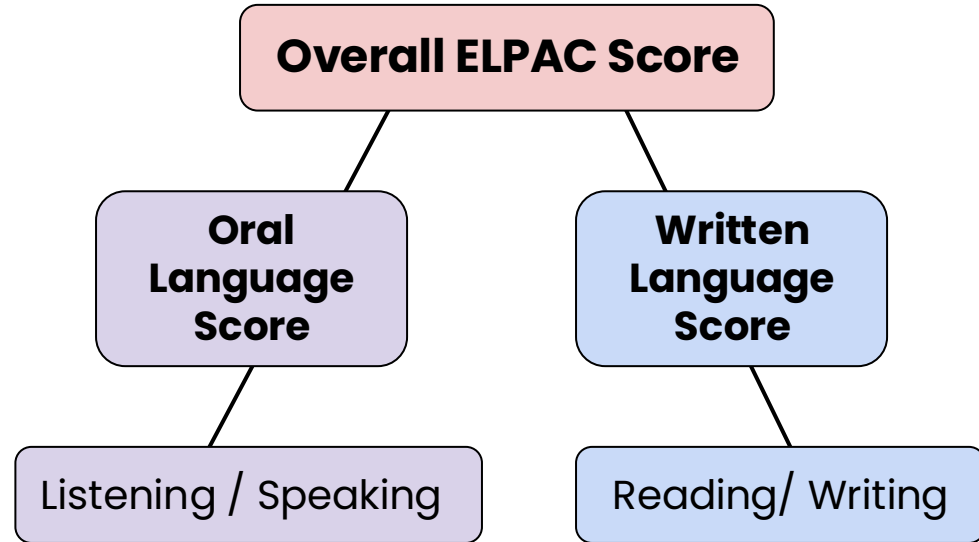 Overall ELPAC Score
Oral
Language
Score
Written
Language
Score
Listening / Speaking
Reading/ Writing